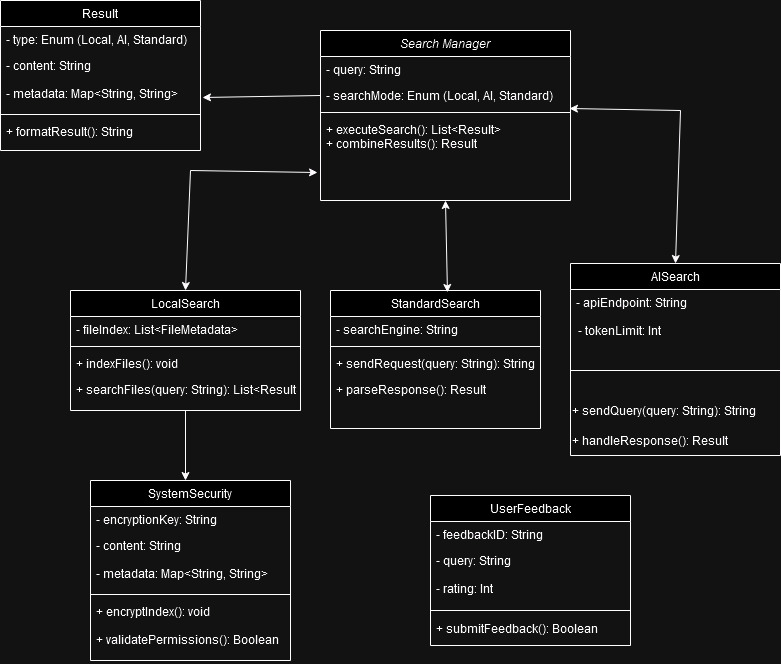 Result
- type: Enum (Local, AI, Standard)
- content: String
- metadata: Map<String, String>
+ formatResult(): String
Search Manager
- query: String
- searchMode: Enum (Local, AI, Standard)
+ executeSearch(): List<Result>
+ combineResults(): Result
LocalSearch
- fileIndex: List<FileMetadata>
+ indexFiles(): void
+ searchFiles(query: String): List<Result
StandardSearch
- searchEngine: String
+ sendRequest(query: String): String
+ parseResponse(): Result
AISearch
- apiEndpoint: String
- tokenLimit: Int
+ sendQuery(query: String): String
+ handleResponse(): Result
SystemSecurity
- encryptionKey: String
- content: String
- metadata: Map<String, String>
+ encryptIndex(): void
+ validatePermissions(): Boolean
UserFeedback
- feedbackID: String
- query: String
- rating: Int
+ submitFeedback(): Boolean